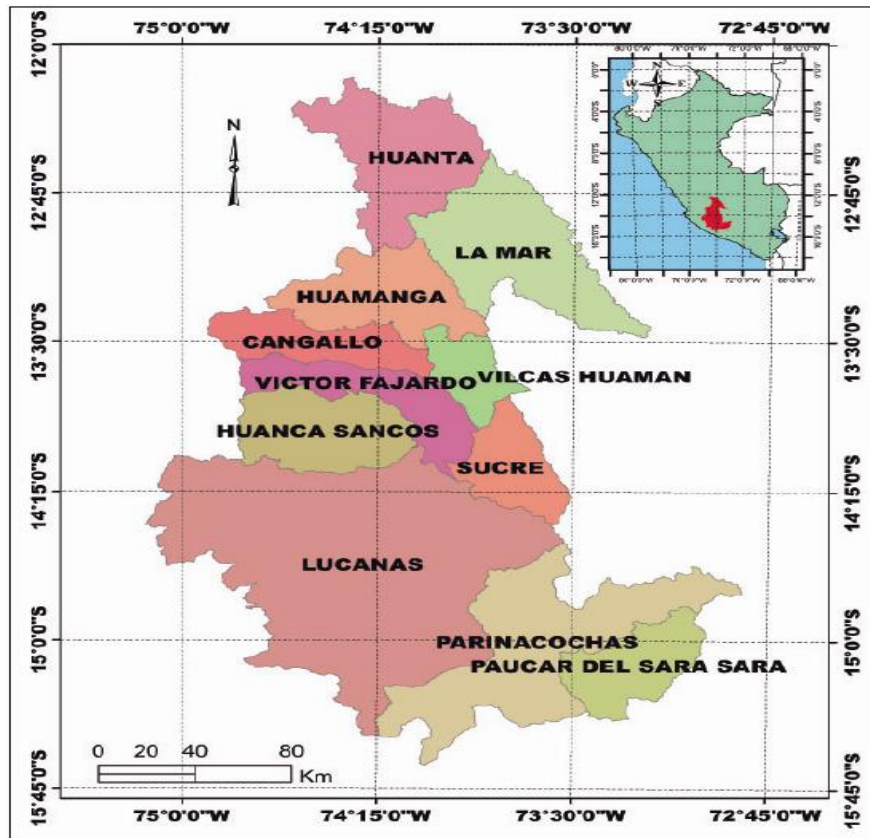 75°0'0"W 74°15'0"W 73°30'0"W 72°45'0"W
12°0'0"S
12°45'0"S
13°30'0"S
14°15'0"S
15°0'0"S
15°45'0"S
N
HUANTA
LA MAR
HUAMANGA
CANGALLO
VICTOR FAJARDO
VILCAS HUAMAN
HUANCA SANCOS
SUCRE
LUCANAS
PARINACOCHAS
PAUCAR DEL SARA SARA
N
W E
S
0 20 40 80
Km
12°45'0"S
13°30'0"S
14°15'0"S
15°0'0"S
15°45'0"S
75°0'0"W 74°15'0"W 73°30'0"W 72°45'0"W